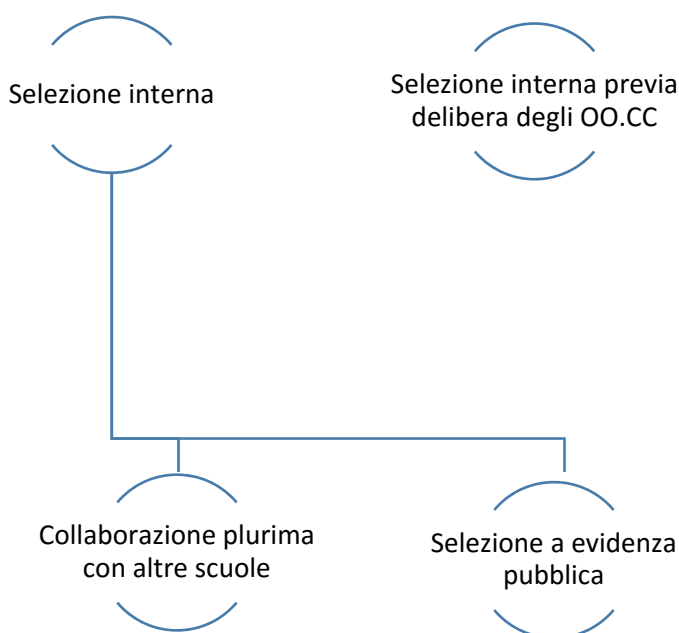 Selezione interna
Selezione interna previa
delibera degli OO.CC
Collaborazione plurima
con altre scuole
Selezione a evidenza
pubblica